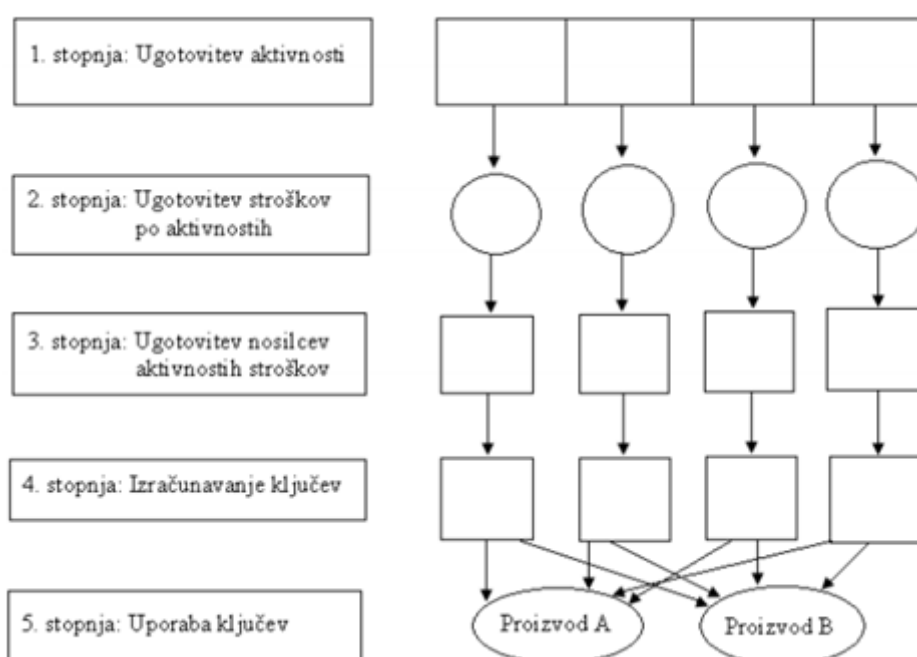 1. stopnja: Ugotovitev aktivnosti
2. stopnja: Ugotovitev stroškov
po aktivnostih
3. stopnja: Ugotovitev nosilcev
aktivnostih stroškov
4. stopnja: Izračunavanje ključev
5. stopnja: Uporaba ključev
Proizvod A
Proizvod B